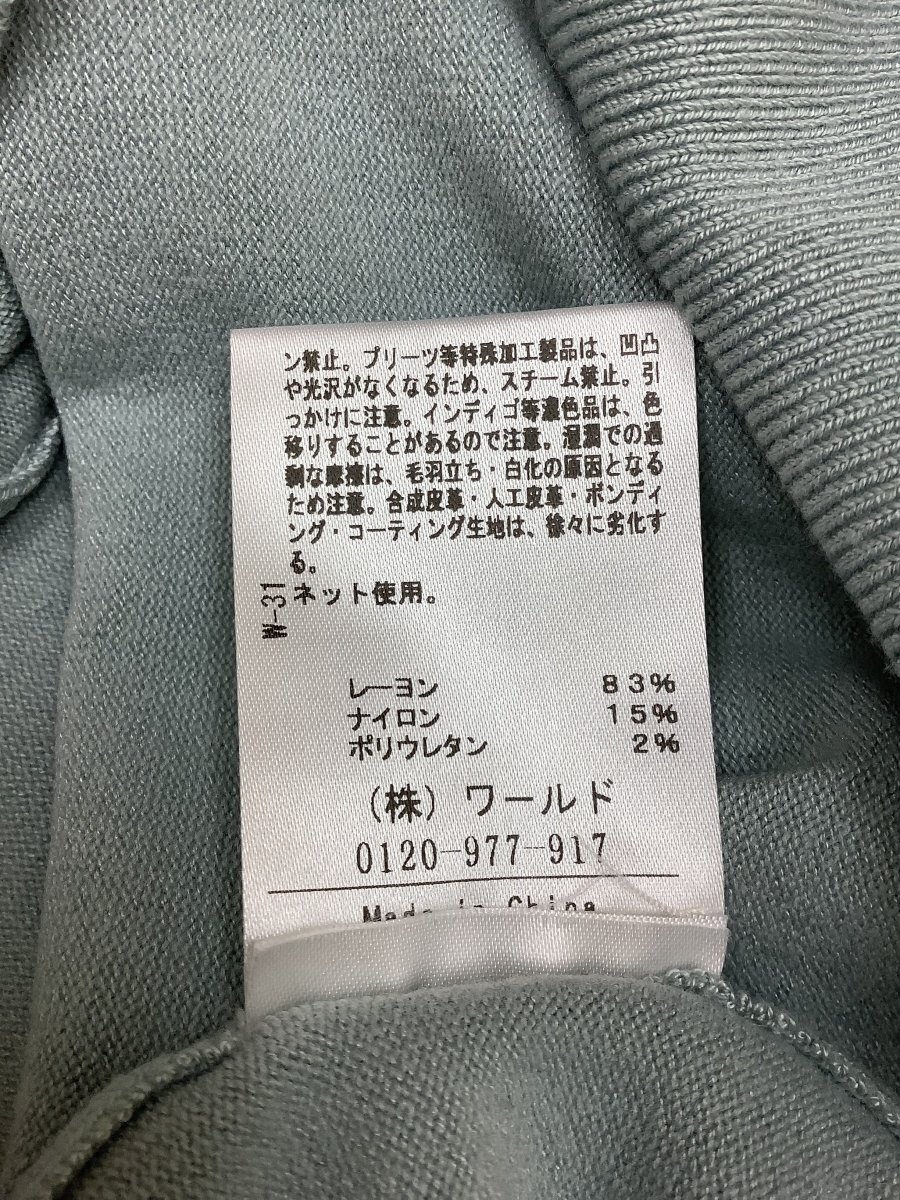 ン禁止。プリーツ等特殊加工製品は、凹凸
や光沢がなくなるため、スチーム禁止。引
っかけに注意。インディゴ等濃色品は、色
移りすることがあるので注意。湿潤での過
剰な摩擦は、毛羽立ち・白化の原因となる
ため注意。合成皮革・人工皮革・ボンディ
ング・コーティング生地は、徐々に劣化す
る。
W-31
ネット使用。
レーヨン 83%
ナイロン 15%
ポリウレタン 2%
(株) ワールド
0120-977-917
Made in China